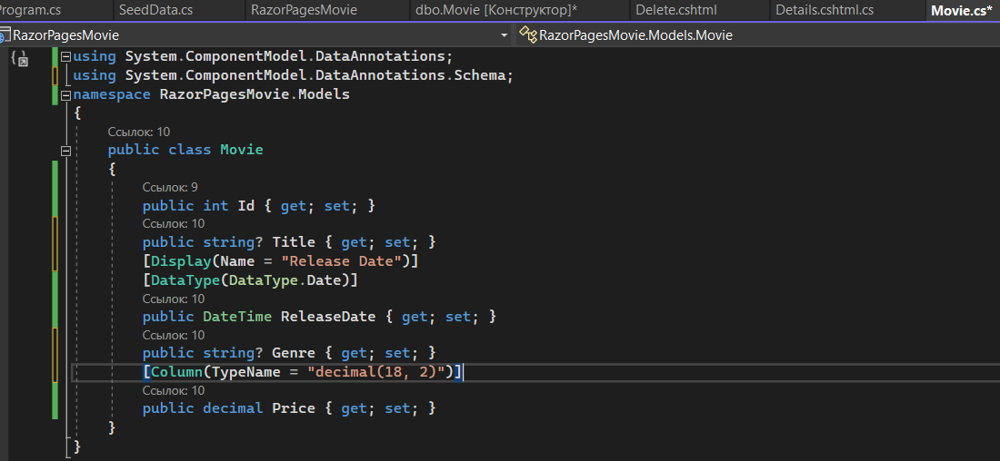 Program.cs SeedData.cs RazorPagesMovie dbo.Movie [Конструктор]* Delete.cshtml Details.cshtml.cs Movie.cs*
RazorPagesMovie RazorPagesMovie.Models.Movie
using System.ComponentModel.DataAnnotations;
using System.ComponentModel.DataAnnotations.Schema;
namespace RazorPagesMovie.Models
{
Ссылок: 10
public class Movie
{
Ссылок: 9
public int Id { get; set; }
Ссылок: 10
public string? Title { get; set; }
[Display(Name = "Release Date")]
[DataType(DataType.Date)]
Ссылок: 10
public DateTime ReleaseDate { get; set; }
Ссылок: 10
public string? Genre { get; set; }
[Column(TypeName = "decimal(18, 2)")]
Ссылок: 10
public decimal Price { get; set; }
}
}